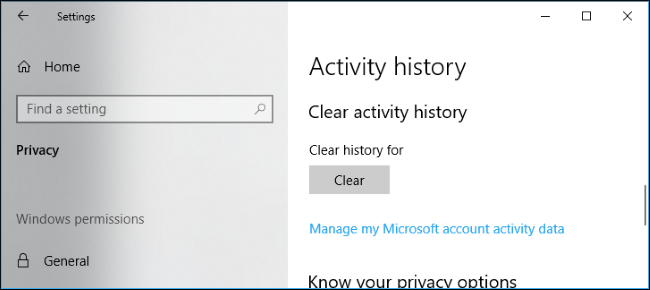 Settings
Home
Find a setting
Privacy
Windows permissions
General
Activity history
Clear activity history
Clear history for
Clear
Manage my Microsoft account activity data
Know your privacy options